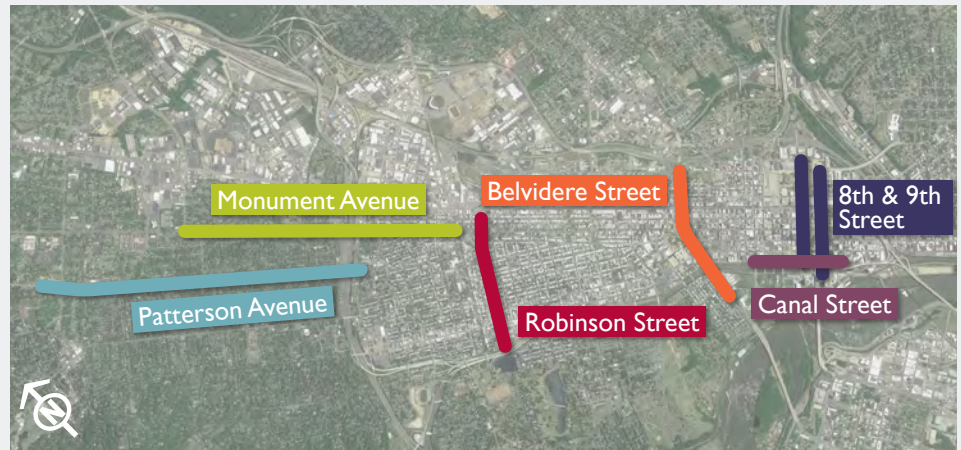 Monument Avenue
Belvidere Street
8th & 9th
Street
Patterson Avenue
Robinson Street
Canal Street
N